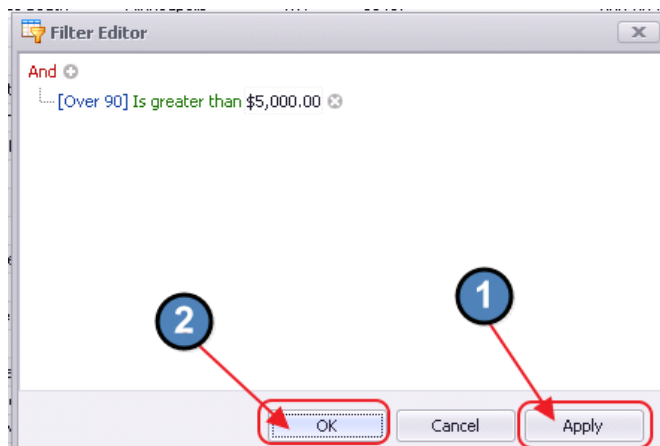 Filter Editor
And
[Over 90] Is greater than $5,000.00
1
2
OK Cancel Apply